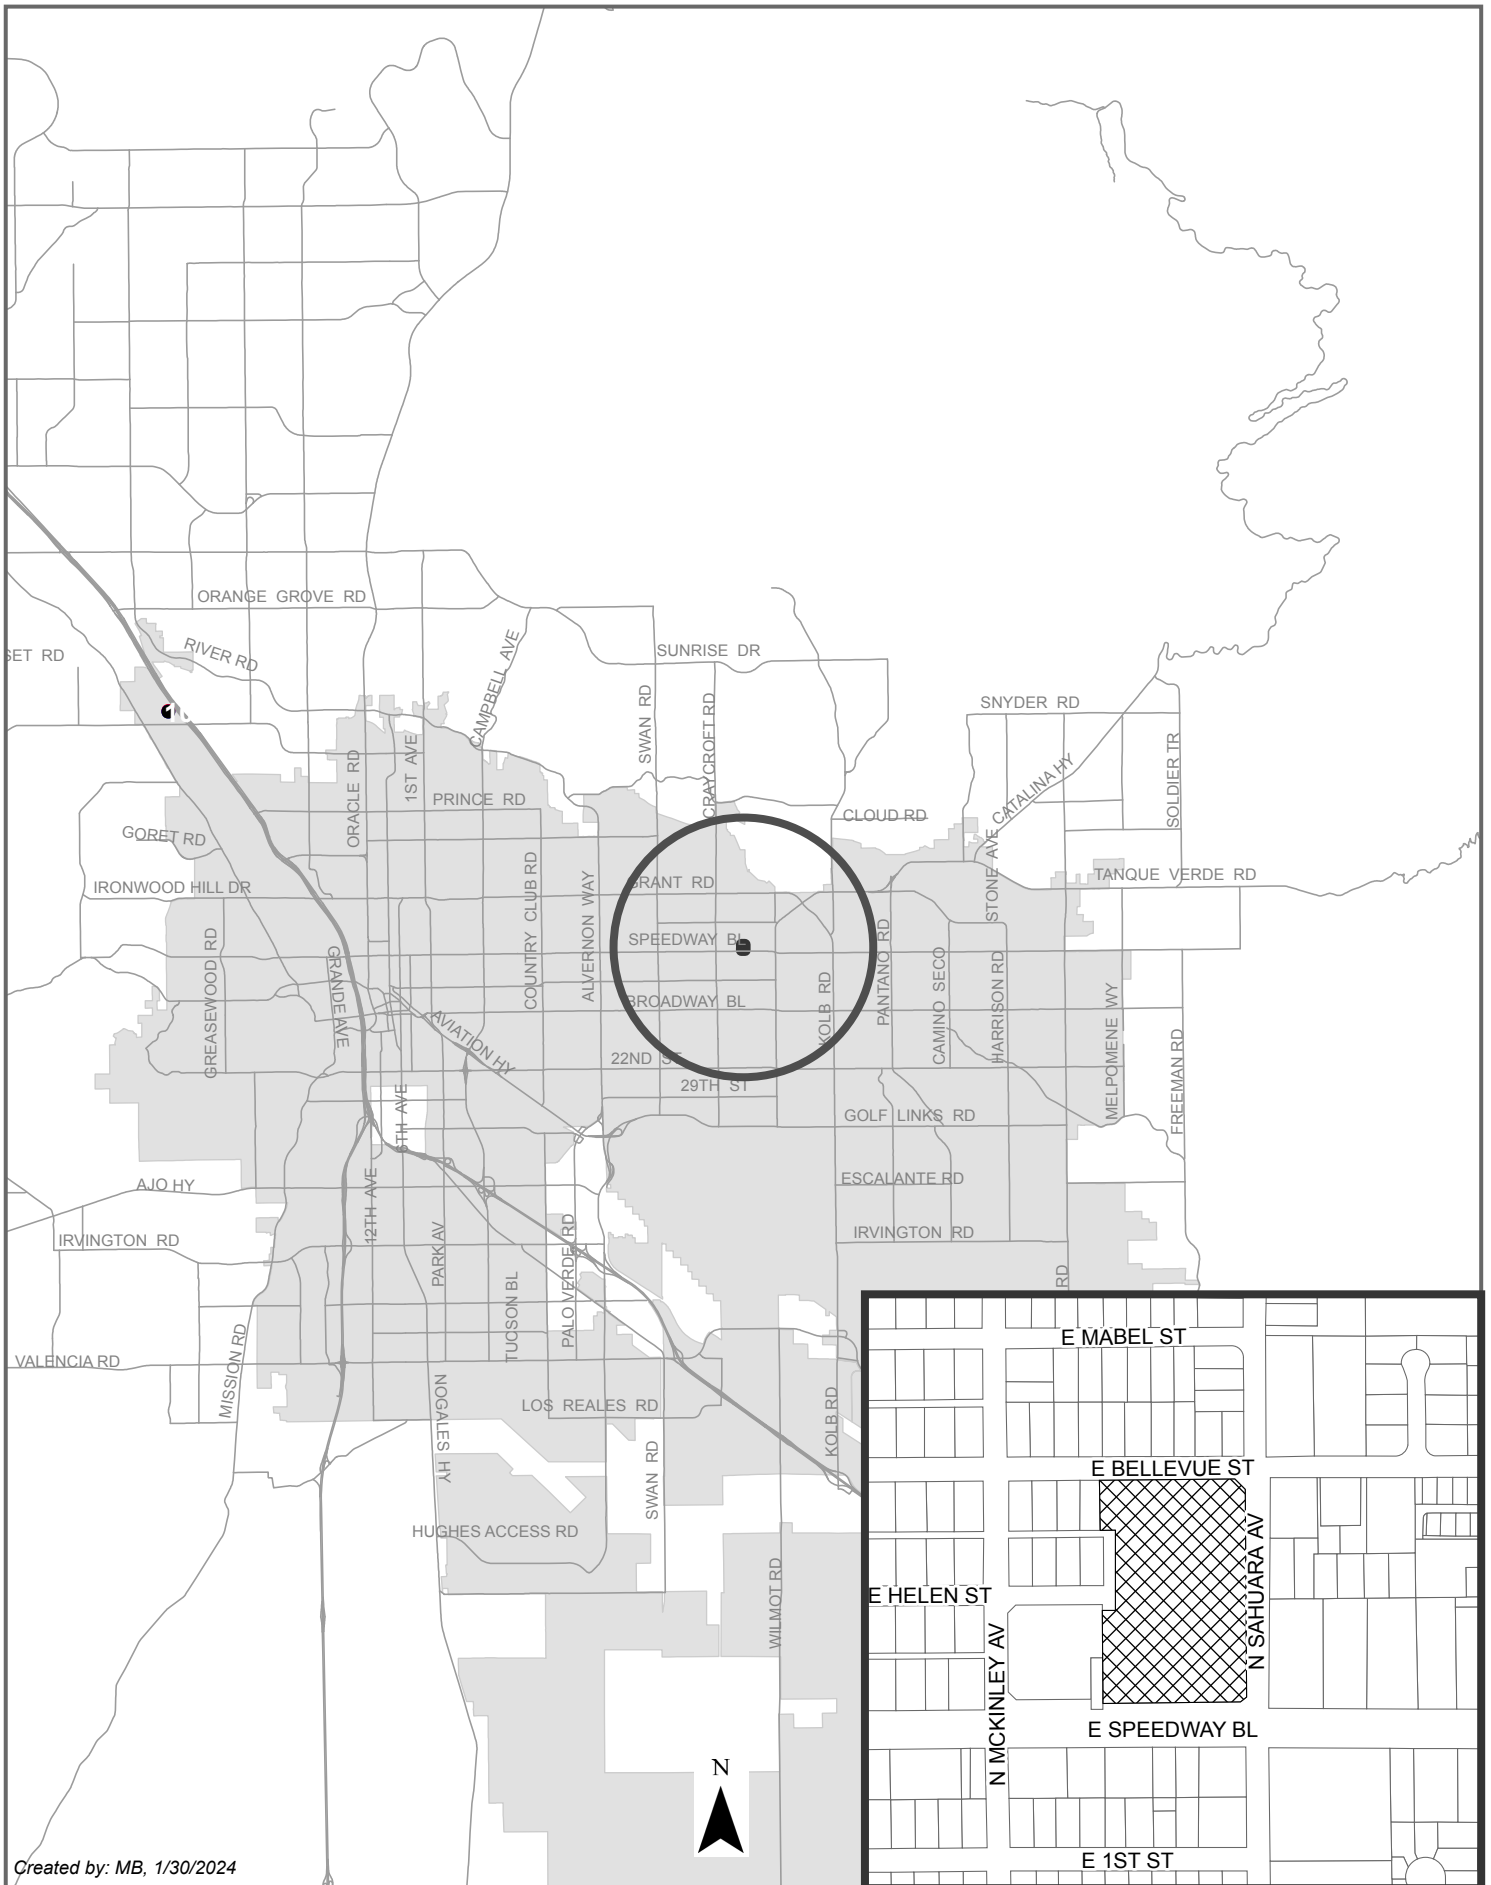 ORANGE GROVE RD
RIVER RD
SET RD
CAMPBELL AVE
SUNRISE DR
SWAN RD
CRAYCROFT RD
SNYDER RD
SOLDIER TR
CATALINA HY
ORACLE RD
1ST AVE
PRINCE RD
CLOUD RD
GORET RD
STONE AVE
IRONWOOD HILL DR
GRANT RD
TANQUE VERDE RD
COUNTRY CLUB RD
ALVERNON WAY
GREASEWOOD RD
GRANDE AVE
SPEEDWAY BL
PANTANO RD
CAMINO SECO
HARRISON RD
KOLB RD
BROADWAY BL
MELPOMENE WY
FREEMAN RD
AVIATION HY
22ND ST
29TH ST
6TH AVE
GOLF LINKS RD
AJO HY
12TH AVE
ESCALANTE RD
IRVINGTON RD
PARK AV
PALO VERDE RD
IRVINGTON RD
RD
TUCSON BL
VALENCIA RD
MISSION RD
NOGALES HY
LOS REALES RD
KOLB RD
SWAN RD
HUGHES ACCESS RD
WILMOT RD
N
E MABEL ST
E BELLEVUE ST
N SAHUARA AV
E HELEN ST
N MCKINLEY AV
E SPEEDWAY BL
E 1ST ST
Created by: MB, 1/30/2024